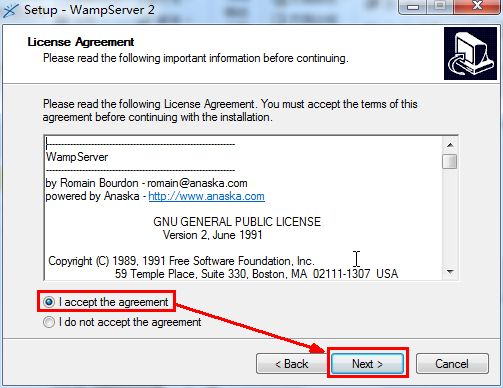 Setup - WampServer 2
License Agreement
Please read the following important information before continuing.
Please read the following License Agreement. You must accept the terms of this
agreement before continuing with the installation.
------------------------------------------------------------
WampServer
------------------------------------------------------------
by Romain Bourdon - romain@anaska.com
powered by Anaska - http://www.anaska.com
GNU GENERAL PUBLIC LICENSE
Version 2, June 1991
Copyright (C) 1989, 1991 Free Software Foundation, Inc.
59 Temple Place, Suite 330, Boston, MA 02111-1307 USA
I accept the agreement
I do not accept the agreement
< Back
Next >
Cancel